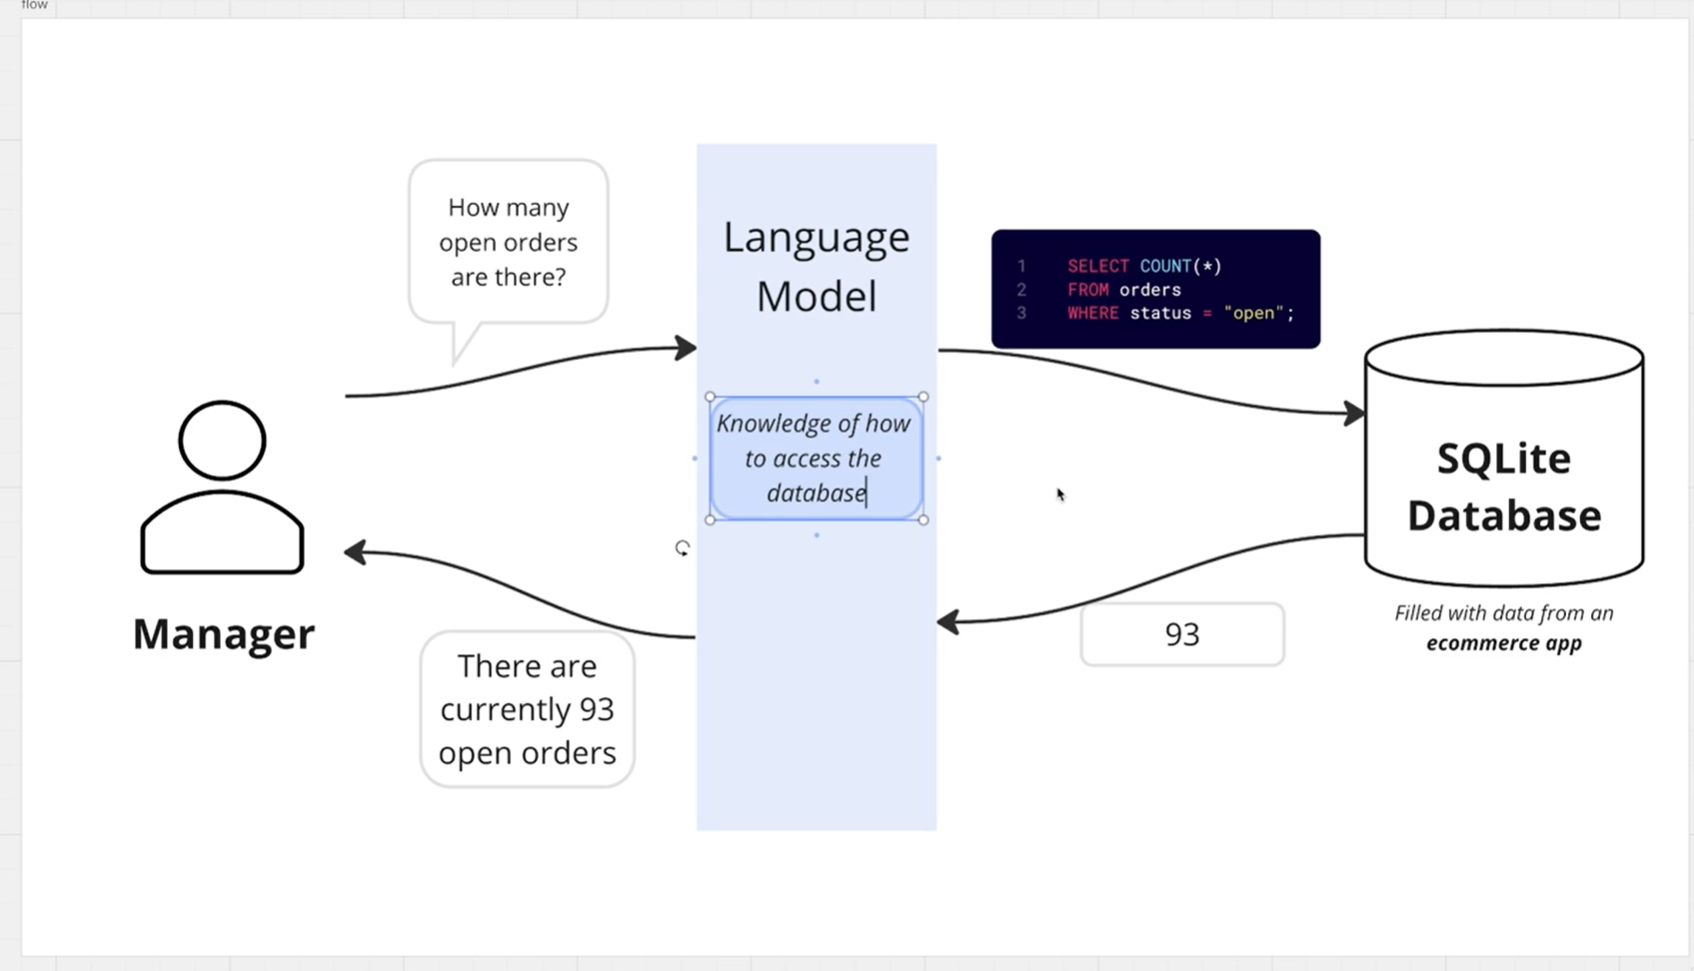 flow
How many
open orders
are there?
Language
Model
1 SELECT COUNT(*)
2 FROM orders
3 WHERE status = "open";
Knowledge of how
to access the
database
SQLite
Database
Manager
There are
currently 93
open orders
93
Filled with data from an
ecommerce app